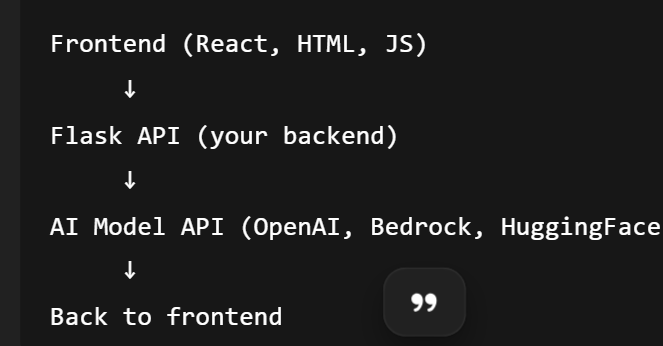 Frontend (React, HTML, JS)
↓
Flask API (your backend)
↓
AI Model API (OpenAI, Bedrock, HuggingFace
↓
Back to frontend